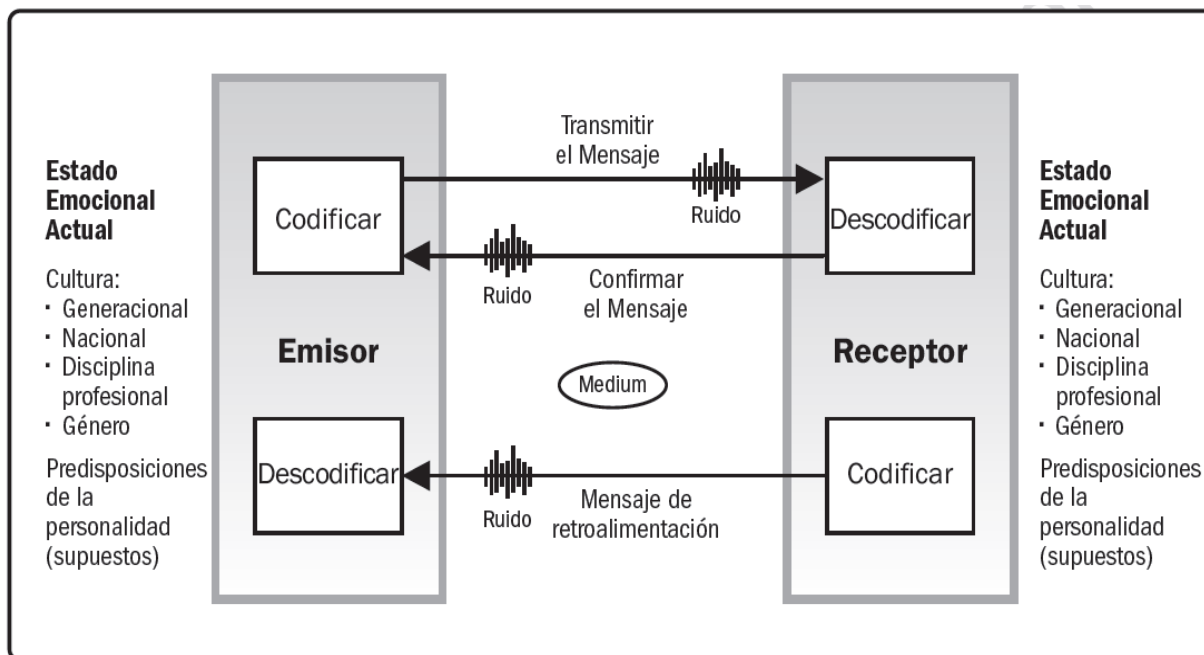 Estado
Emocional
Actual
Cultura:
· Generacional
· Nacional
· Disciplina
profesional
· Género
Predisposiciones
de la
personalidad
(supuestos)
Codificar
Emisor
Descodificar
Transmitir
el Mensaje
Ruido
Ruido
Confirmar
el Mensaje
Medium
Ruido
Mensaje de
retroalimentación
Descodificar
Receptor
Codificar
Estado
Emocional
Actual
Cultura:
· Generacional
· Nacional
· Disciplina
profesional
· Género
Predisposiciones
de la
personalidad
(supuestos)